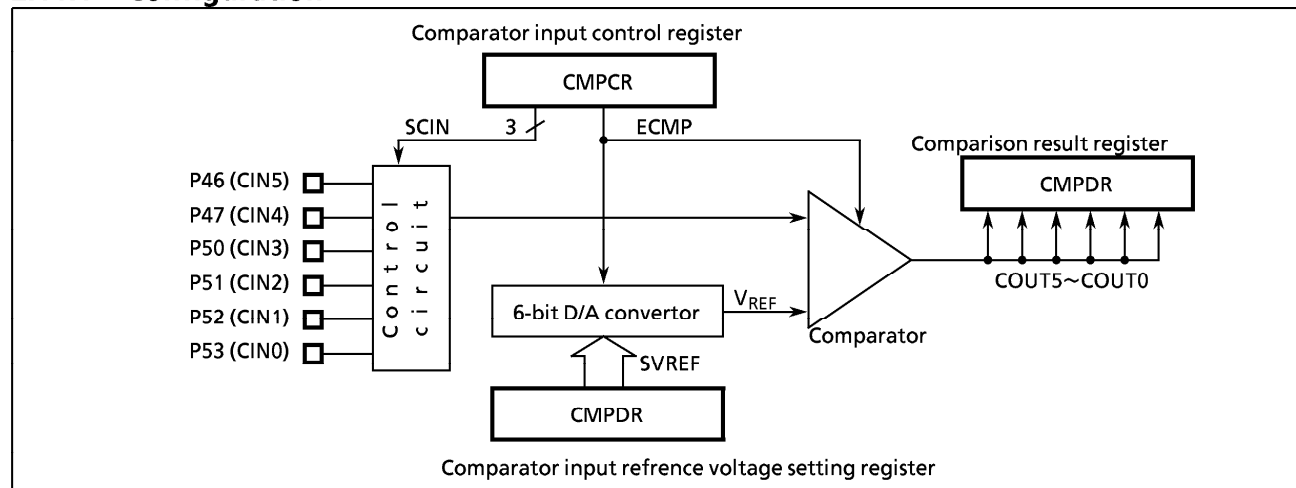 Comparator input control register
CMPCR
SCIN 3 ECMP
Comparison result register
CMPDR
P46 (CIN5)
P47 (CIN4)
P50 (CIN3)
P51 (CIN2)
P52 (CIN1)
P53 (CIN0)
Control circuit
COUT5～COUT0
6-bit D/A convertor
VREF
Comparator
SVREF
CMPDR
Comparator input refrence voltage setting register